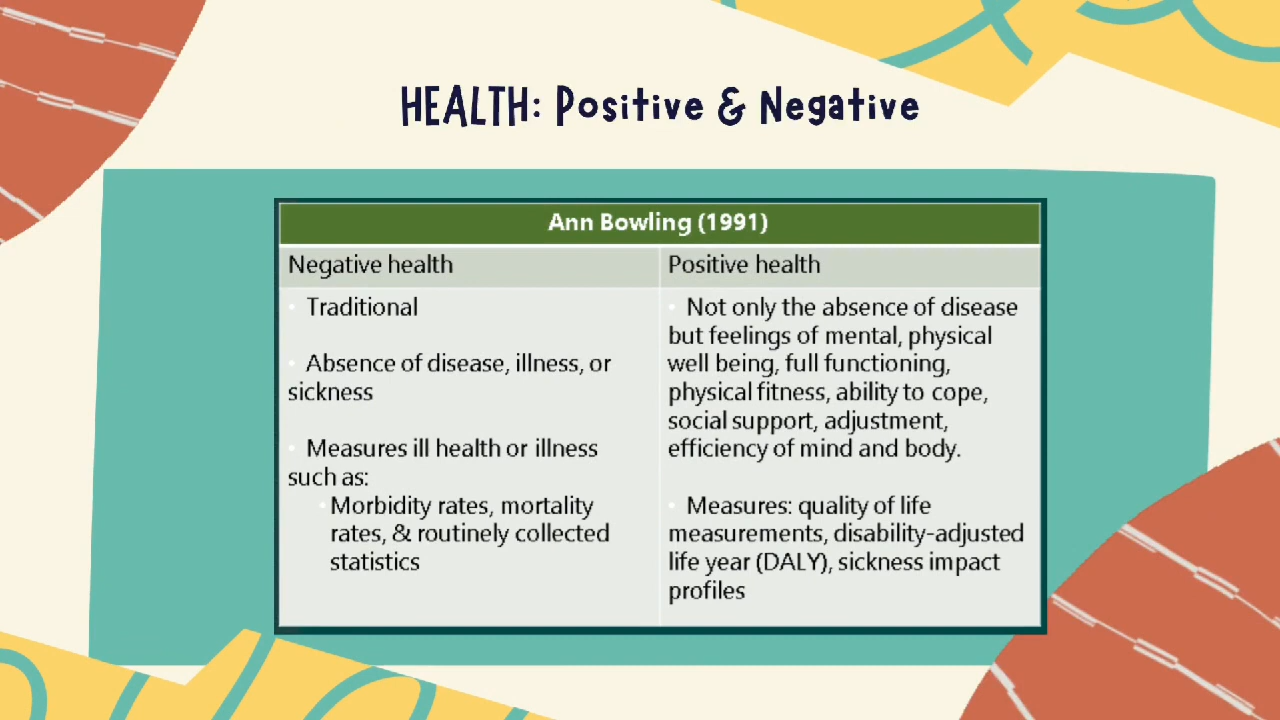 HEALTH: Positive & Negative
Ann Bowling (1991)
Negative health
• Traditional
• Absence of disease, illness, or
sickness
• Measures ill health or illness
such as:
• Morbidity rates, mortality
rates, & routinely collected
statistics
Positive health
• Not only the absence of disease
but feelings of mental, physical
well being, full functioning,
physical fitness, ability to cope,
social support, adjustment,
efficiency of mind and body.
• Measures: quality of life
measurements, disability-adjusted
life year (DALY), sickness impact
profiles